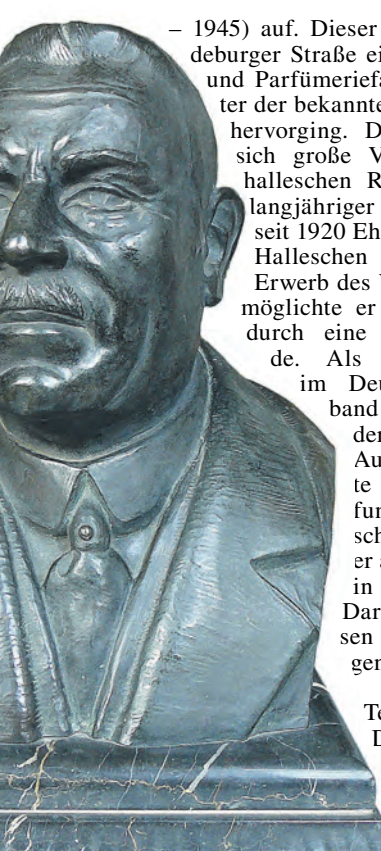 – 1945) auf. Dieser
deburger Straße ei
und Parfümeriefa
ter der bekannte
hervorging. D
sich große V
halleschen R
langjähriger
seit 1920 Eh
Halleschen
Erwerb des
möglichte er
durch eine
de. Als
im Deu
band
der
Au
te
fun
sch
er a
in
Dar
sen
gen
Te
D